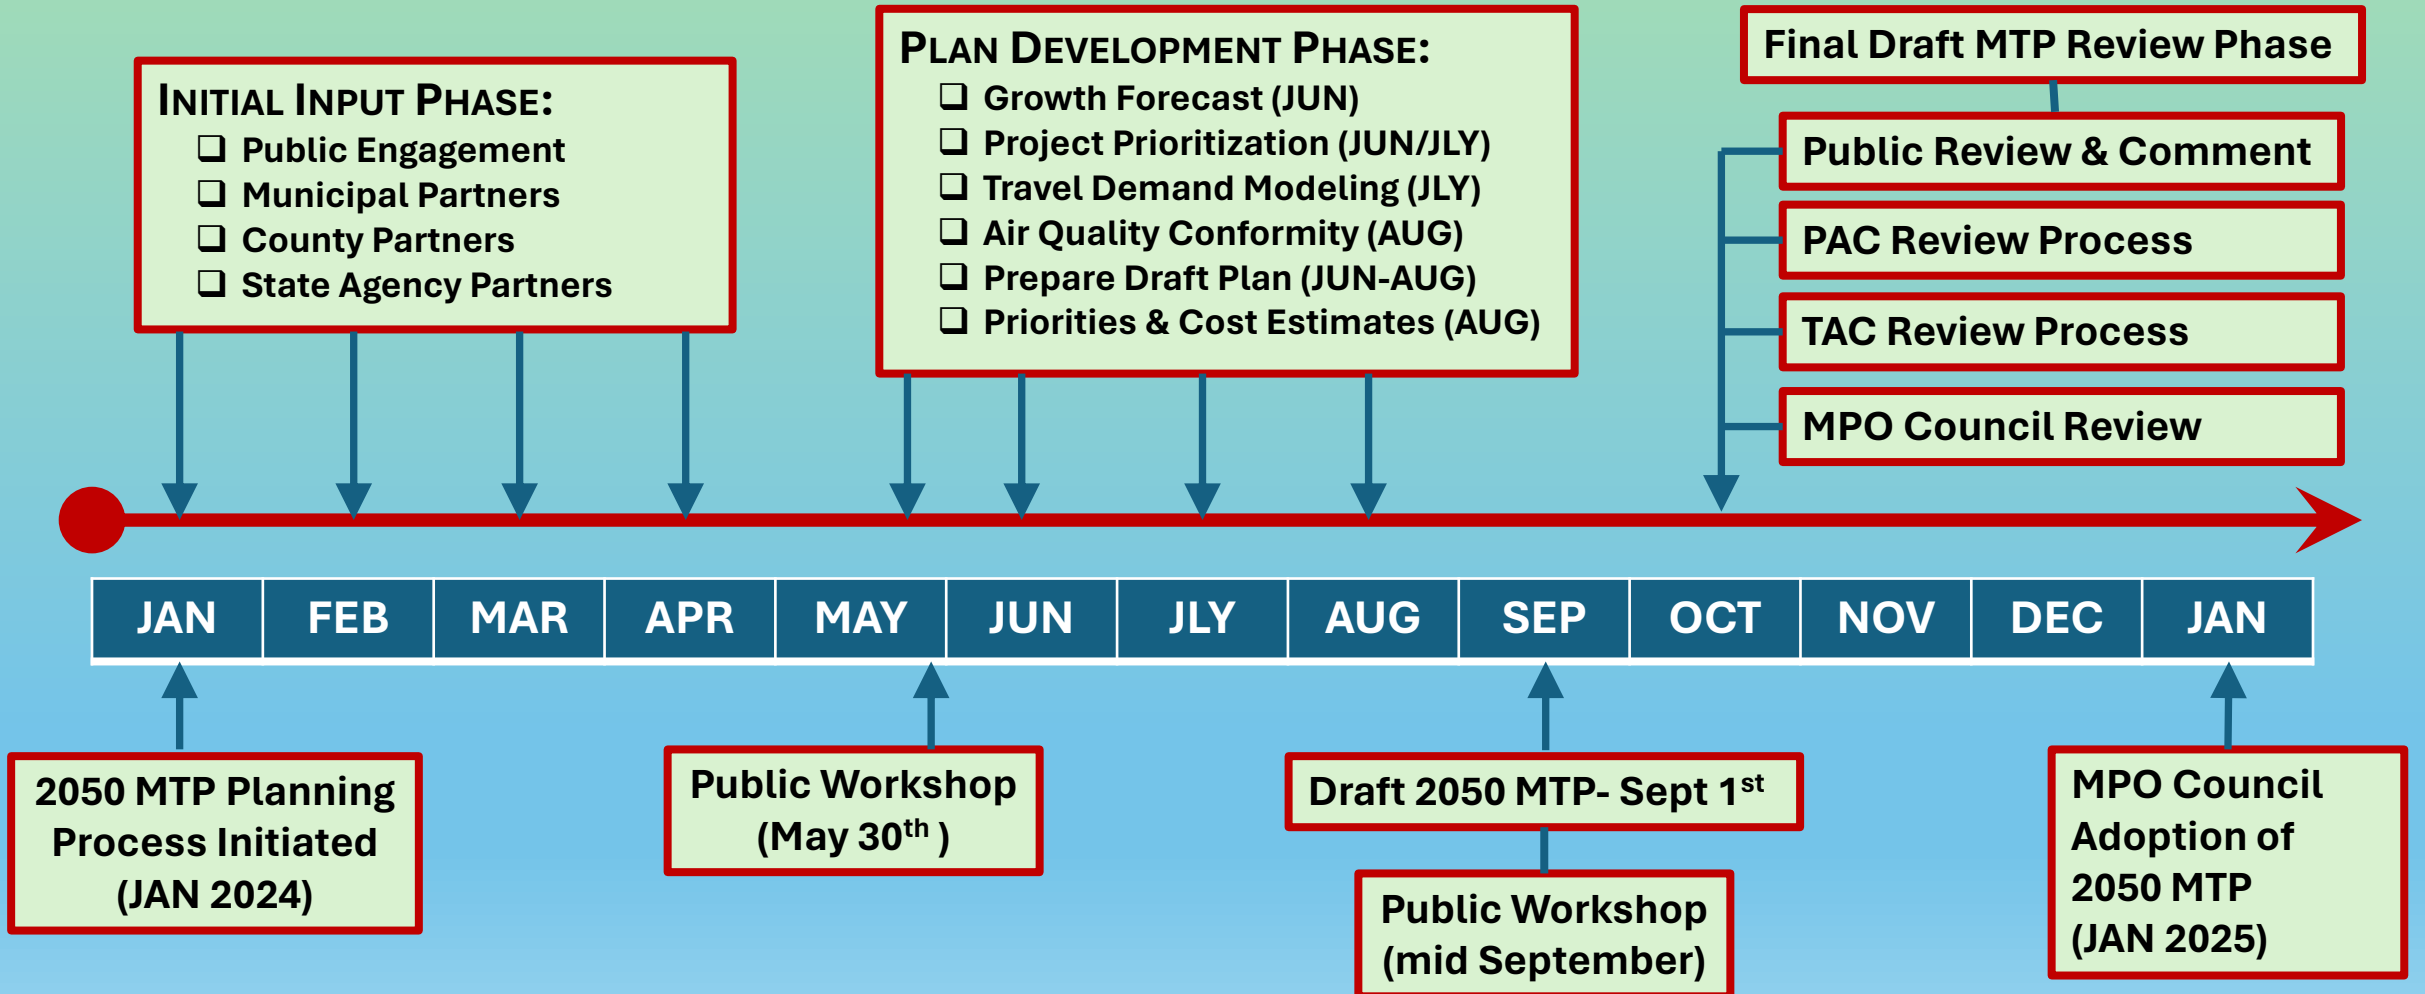 INITIAL INPUT PHASE:
❑ Public Engagement
❑ Municipal Partners
❑ County Partners
❑ State Agency Partners
PLAN DEVELOPMENT PHASE:
❑ Growth Forecast (JUN)
❑ Project Prioritization (JUN/JLY)
❑ Travel Demand Modeling (JLY)
❑ Air Quality Conformity (AUG)
❑ Prepare Draft Plan (JUN-AUG)
❑ Priorities & Cost Estimates (AUG)
Final Draft MTP Review Phase
Public Review & Comment
PAC Review Process
TAC Review Process
MPO Council Review
JAN FEB MAR APR MAY JUN JLY AUG SEP OCT NOV DEC JAN
2050 MTP Planning
Process Initiated
(JAN 2024)
Public Workshop
(May 30th )
Draft 2050 MTP- Sept 1st
Public Workshop
(mid September)
MPO Council
Adoption of
2050 MTP
(JAN 2025)